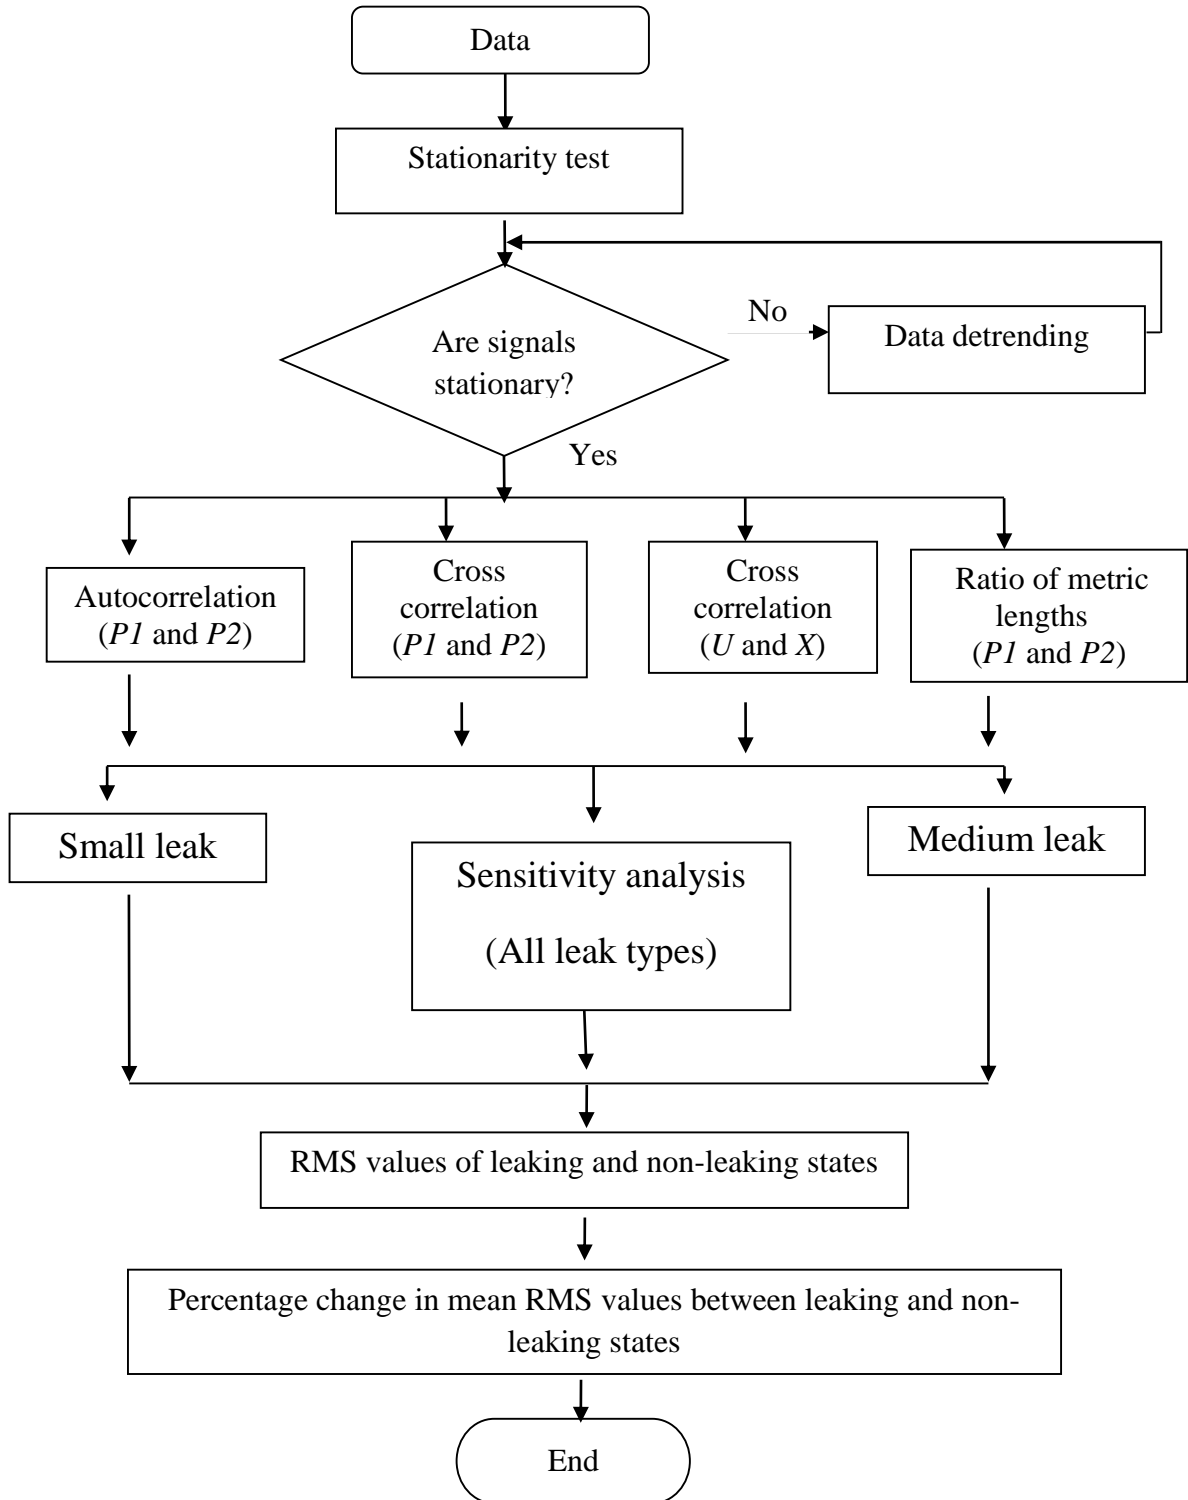 Data
Stationarity test
Are signals
stationary?
No
Data detrending
Yes
Autocorrelation
(P1 and P2)
Cross
correlation
(P1 and P2)
Cross
correlation
(U and X)
Ratio of metric
lengths
(P1 and P2)
Small leak
Sensitivity analysis
(All leak types)
Medium leak
RMS values of leaking and non-leaking states
Percentage change in mean RMS values between leaking and non-
leaking states
End